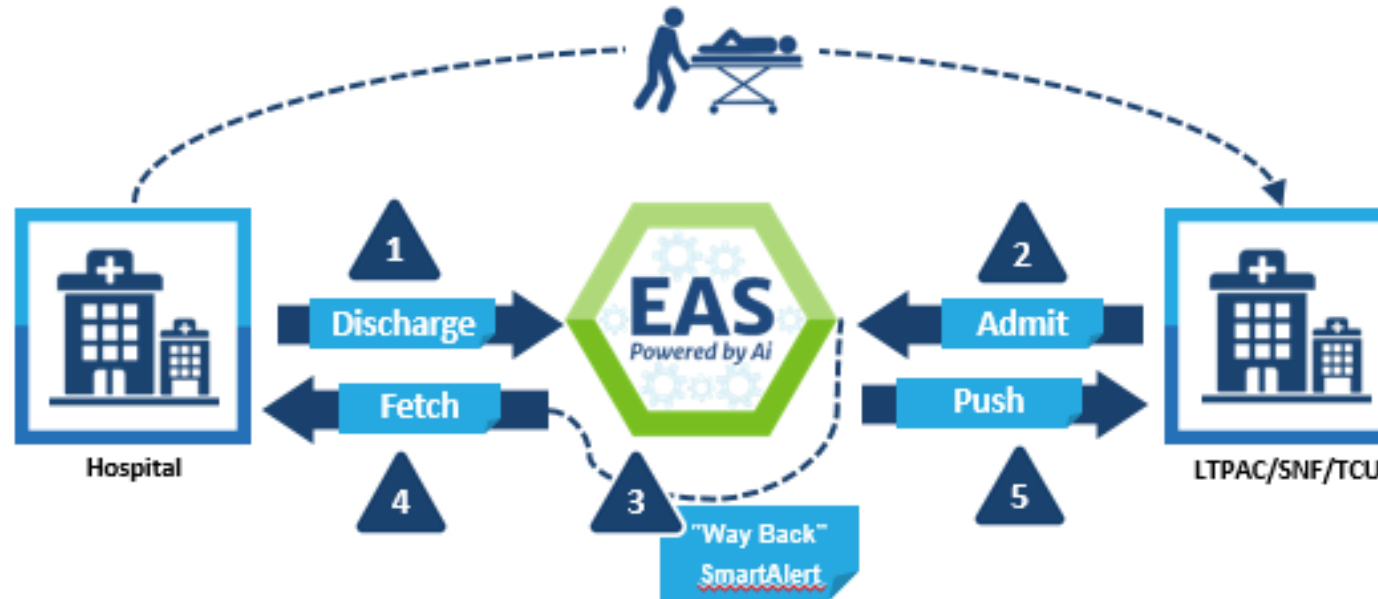 1
2
EAS
Powered by Ai
Discharge
Admit
Fetch
Push
Hospital
LTPAC/SNF/TCU
4
3
5
"Way Back"
SmartAlert